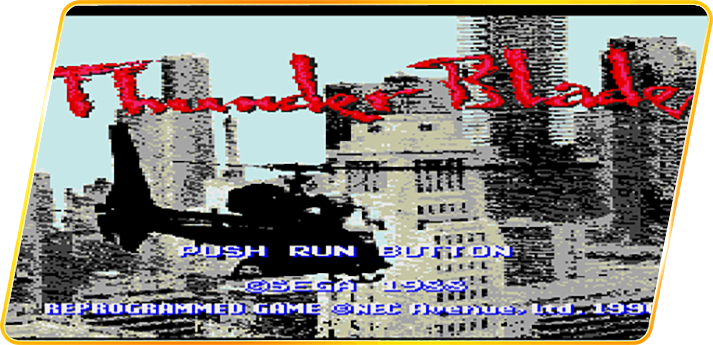 Thunder Blade
PUSH RUN BUTTON
©SEGA 1988
REPROGRAMMED GAME ©NEC Avenue, Ltd. 1990